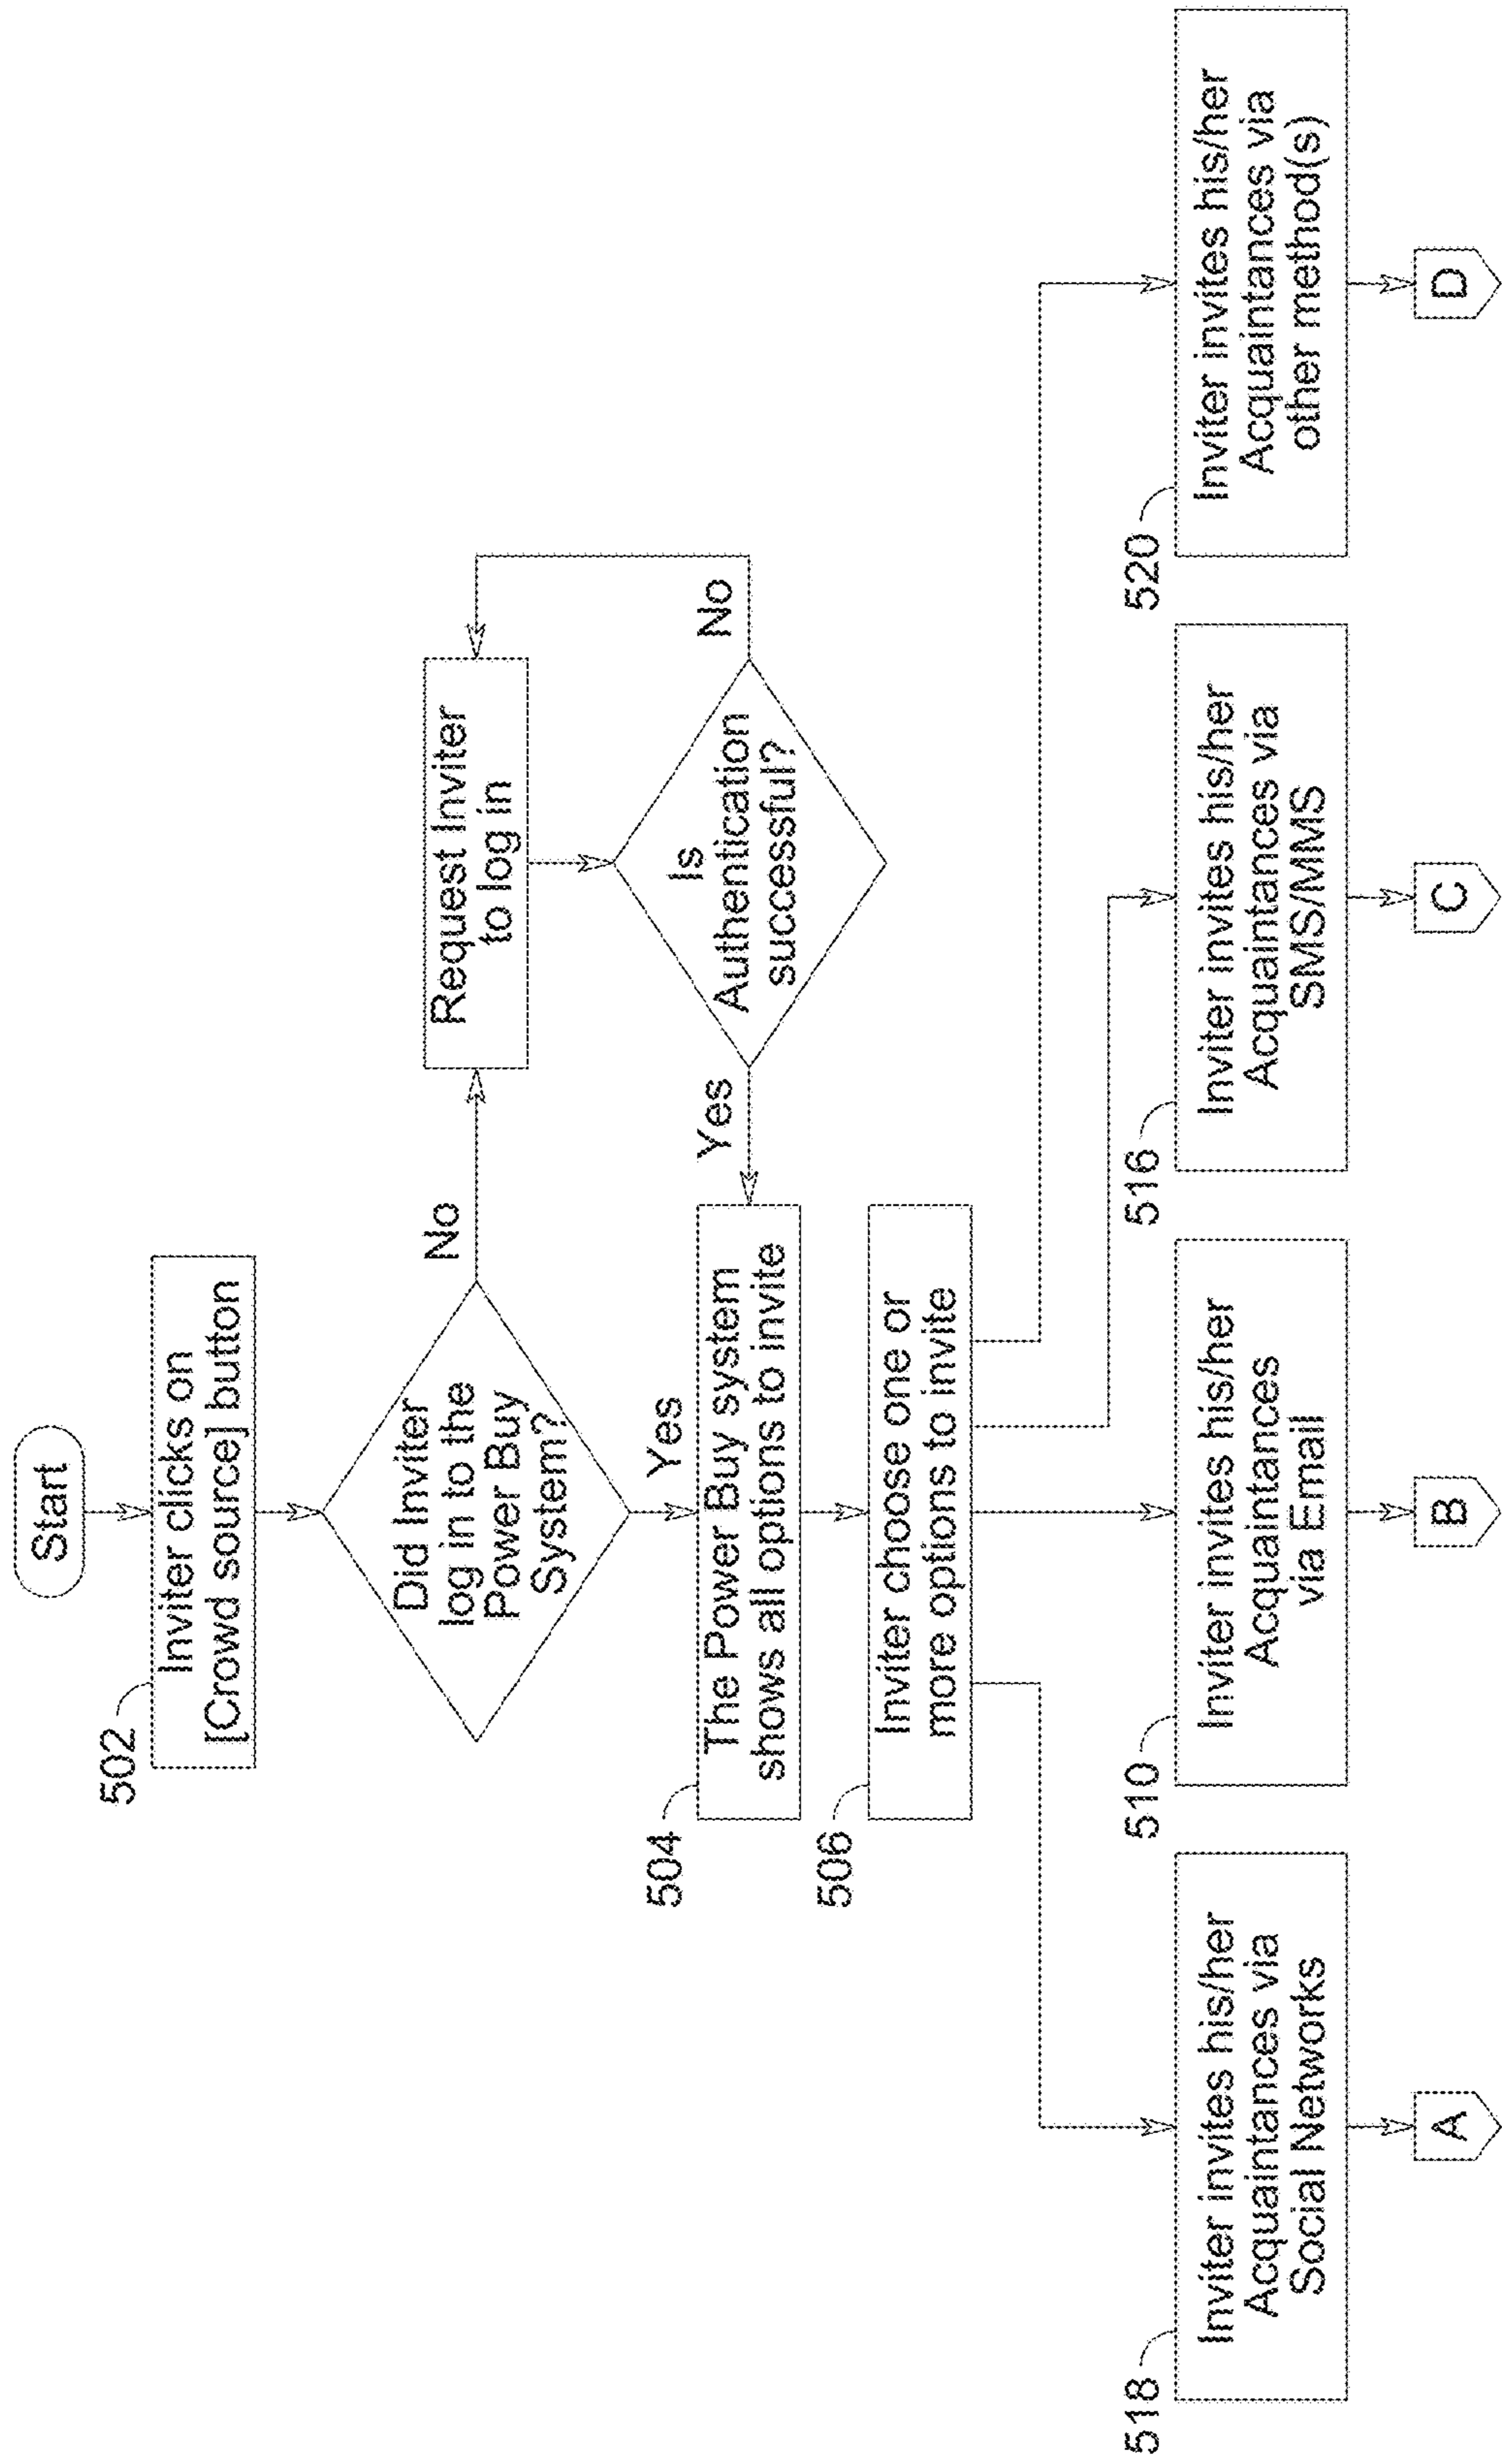 Start
502
Inviter clicks on
[Crowd source] button
Did Inviter
log in to the
Power Buy
System?
No
Request Inviter
to log in
Is
Authentication
successful?
No
Yes
Yes
504
The Power Buy system
shows all options to invite
506
Inviter choose one or
more options to invite
518
Inviter invites his/her
Acquaintances via
Social Networks
510
Inviter invites his/her
Acquaintances
via Email
516
Inviter invites his/her
Acquaintances via
SMS/MMS
520
Inviter invites his/her
Acquaintances via
other method(s)
A
B
C
D